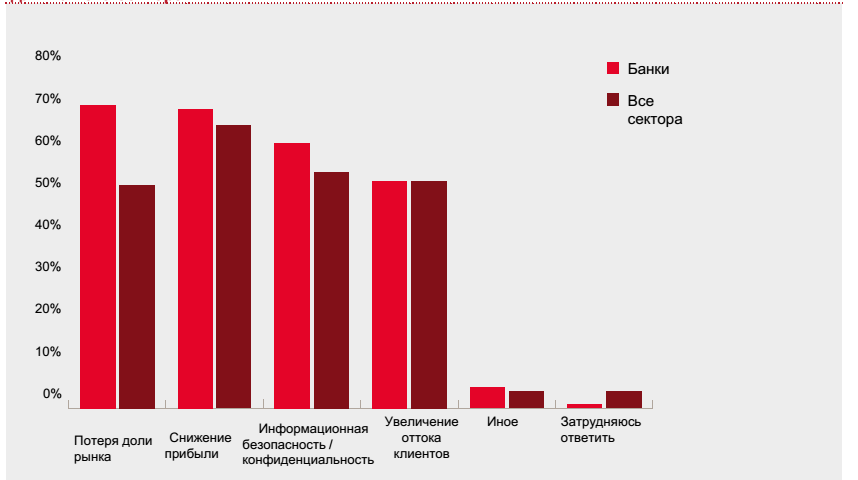 80%
70%
60%
50%
40%
30%
20%
10%
0%
Банки
Все
сектора
Потеря доли
рынка
Снижение
прибыли
Информационная
безопасность /
конфиденциальность
Увеличение
оттока
клиентов
Иное
Затрудняюсь
ответить